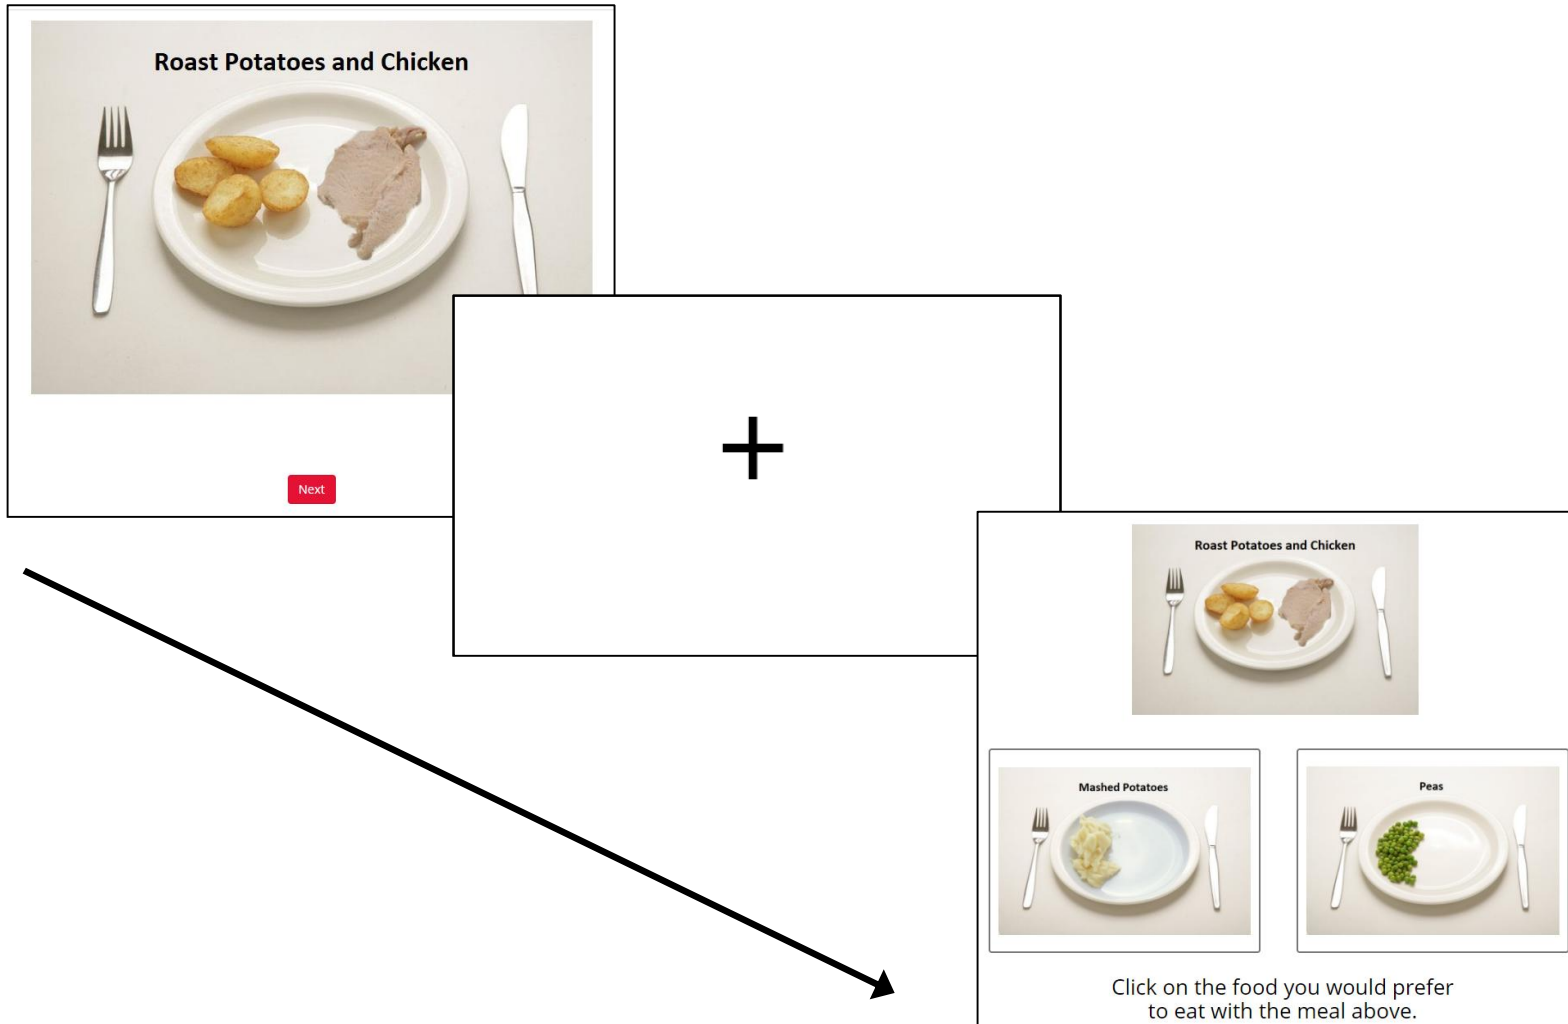 Roast Potatoes and Chicken
Next
Roast Potatoes and Chicken
Mashed Potatoes
Peas
Click on the food you would prefer
to eat with the meal above.